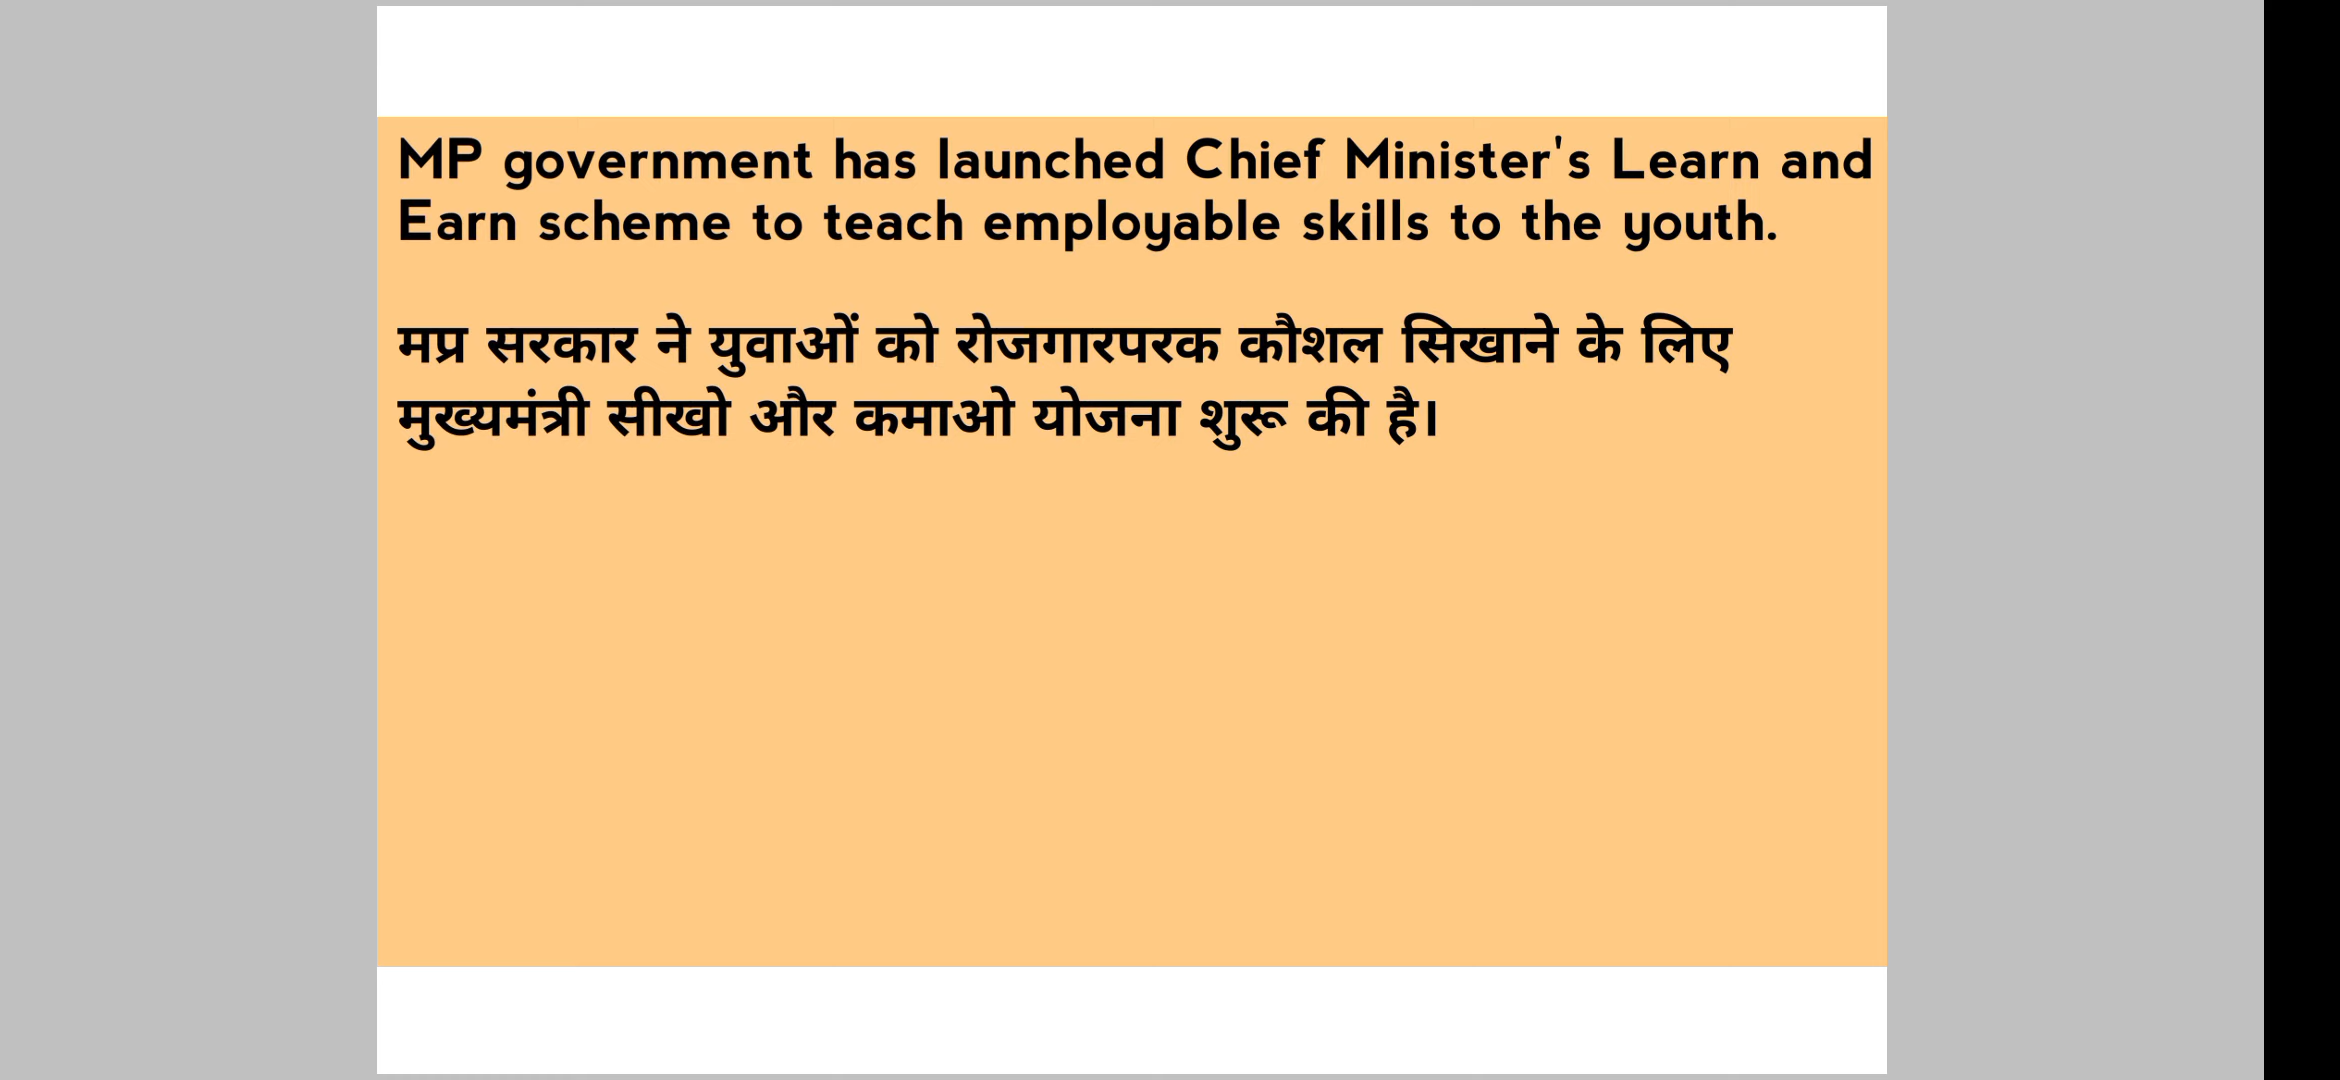 MP government has launched Chief Minister's Learn and
Earn scheme to teach employable skills to the youth.
मप्र सरकार ने युवाओं को रोजगारपरक कौशल सिखाने के लिए
मुख्यमंत्री सीखो और कमाओ योजना शुरू की है।